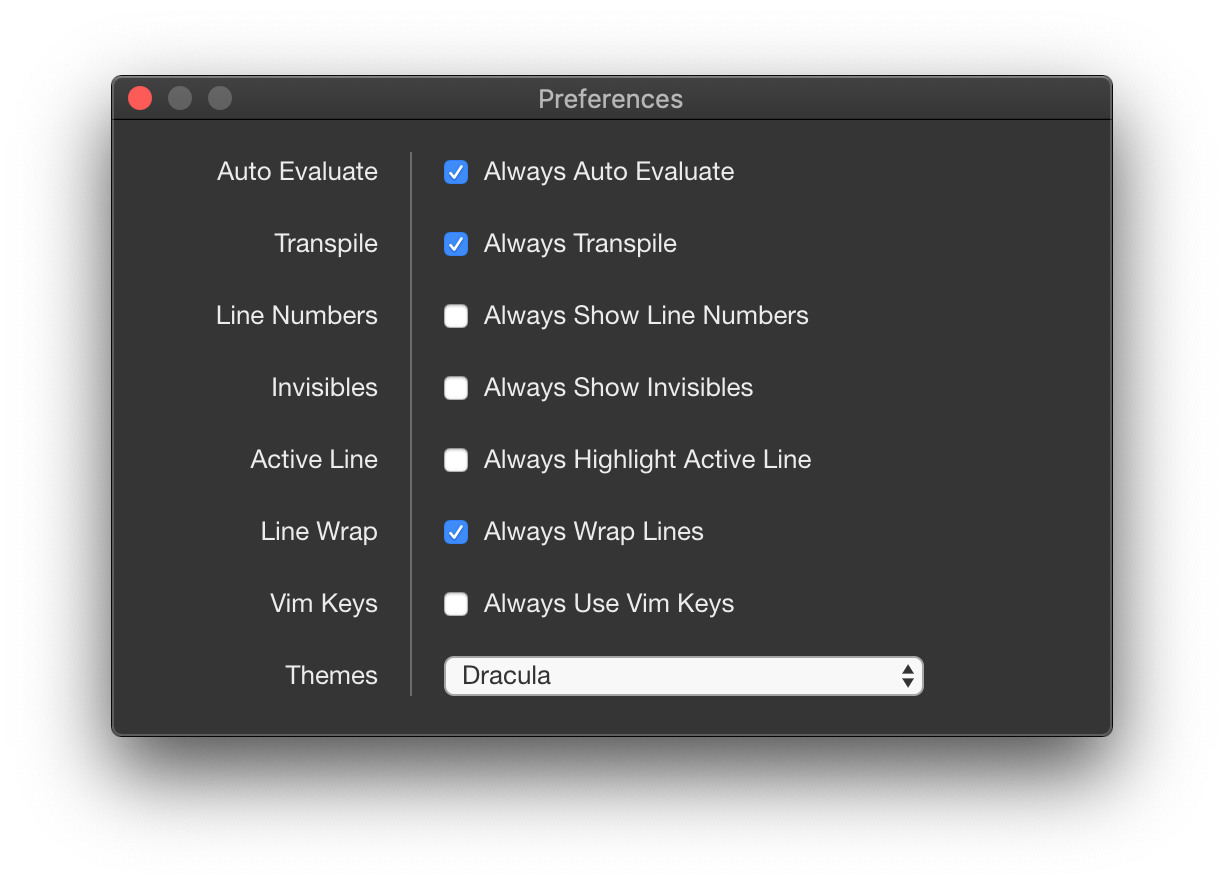 Preferences
Auto Evaluate Always Auto Evaluate
Transpile Always Transpile
Line Numbers Always Show Line Numbers
Invisibles Always Show Invisibles
Active Line Always Highlight Active Line
Line Wrap Always Wrap Lines
Vim Keys Always Use Vim Keys
Themes Dracula